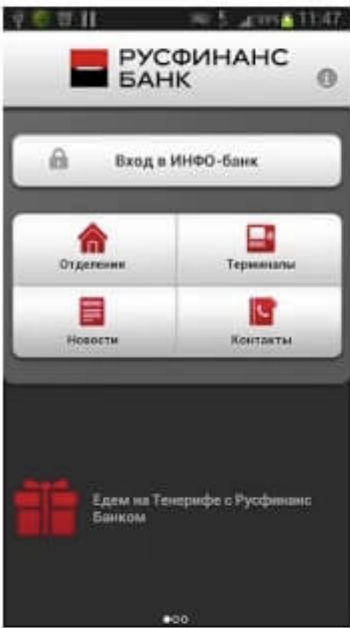 11:47
РУСФИНАНС
БАНК
Вход в ИНФО-банк
Отделения
Терминалы
Новости
Контакты
Едем на Тенерифе с Русфинанс
Банком